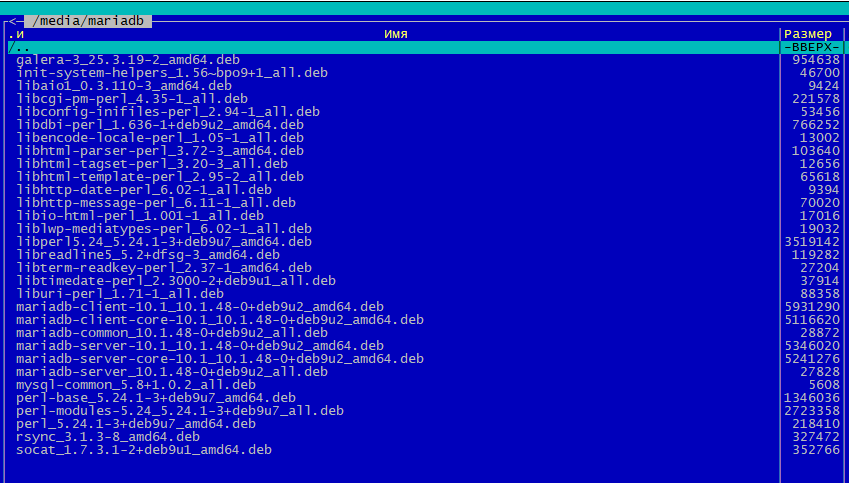 <- /media/mariadb
.и Имя Размер
/.. -ВВЕРХ-
galera-3_25.3.19-2_amd64.deb 954638
init-system-helpers_1.56~bpo9+1_all.deb 46700
libaio1_0.3.110-3_amd64.deb 9424
libcgi-pm-perl_4.35-1_all.deb 221578
libconfig-inifiles-perl_2.94-1_all.deb 53456
libdbi-perl_1.636-1+deb9u2_amd64.deb 766252
libencode-locale-perl_1.05-1_all.deb 13002
libhtml-parser-perl_3.72-3_amd64.deb 103640
libhtml-tagset-perl_3.20-3_all.deb 12656
libhtml-template-perl_2.95-2_all.deb 65618
libhttp-date-perl_6.02-1_all.deb 9394
libhttp-message-perl_6.11-1_all.deb 70020
libio-html-perl_1.001-1_all.deb 17016
liblwp-mediatypes-perl_6.02-1_all.deb 19032
libperl5.24_5.24.1-3+deb9u7_amd64.deb 3519142
libreadline5_5.2+dfsg-3_amd64.deb 119282
libterm-readkey-perl_2.37-1_amd64.deb 27204
libtimedate-perl_2.3000-2+deb9u1_all.deb 37914
liburi-perl_1.71-1_all.deb 88358
mariadb-client-10.1_10.1.48-0+deb9u2_amd64.deb 5931290
mariadb-client-core-10.1_10.1.48-0+deb9u2_amd64.deb 5116620
mariadb-common_10.1.48-0+deb9u2_all.deb 28872
mariadb-server-10.1_10.1.48-0+deb9u2_amd64.deb 5346020
mariadb-server-core-10.1_10.1.48-0+deb9u2_amd64.deb 5241276
mariadb-server_10.1.48-0+deb9u2_all.deb 27828
mysql-common_5.8+1.0.2_all.deb 5608
perl-base_5.24.1-3+deb9u7_amd64.deb 1346036
perl-modules-5.24_5.24.1-3+deb9u7_all.deb 2723358
perl_5.24.1-3+deb9u7_amd64.deb 218410
rsync_3.1.3-8_amd64.deb 327472
socat_1.7.3.1-2+deb9u1_amd64.deb 352766